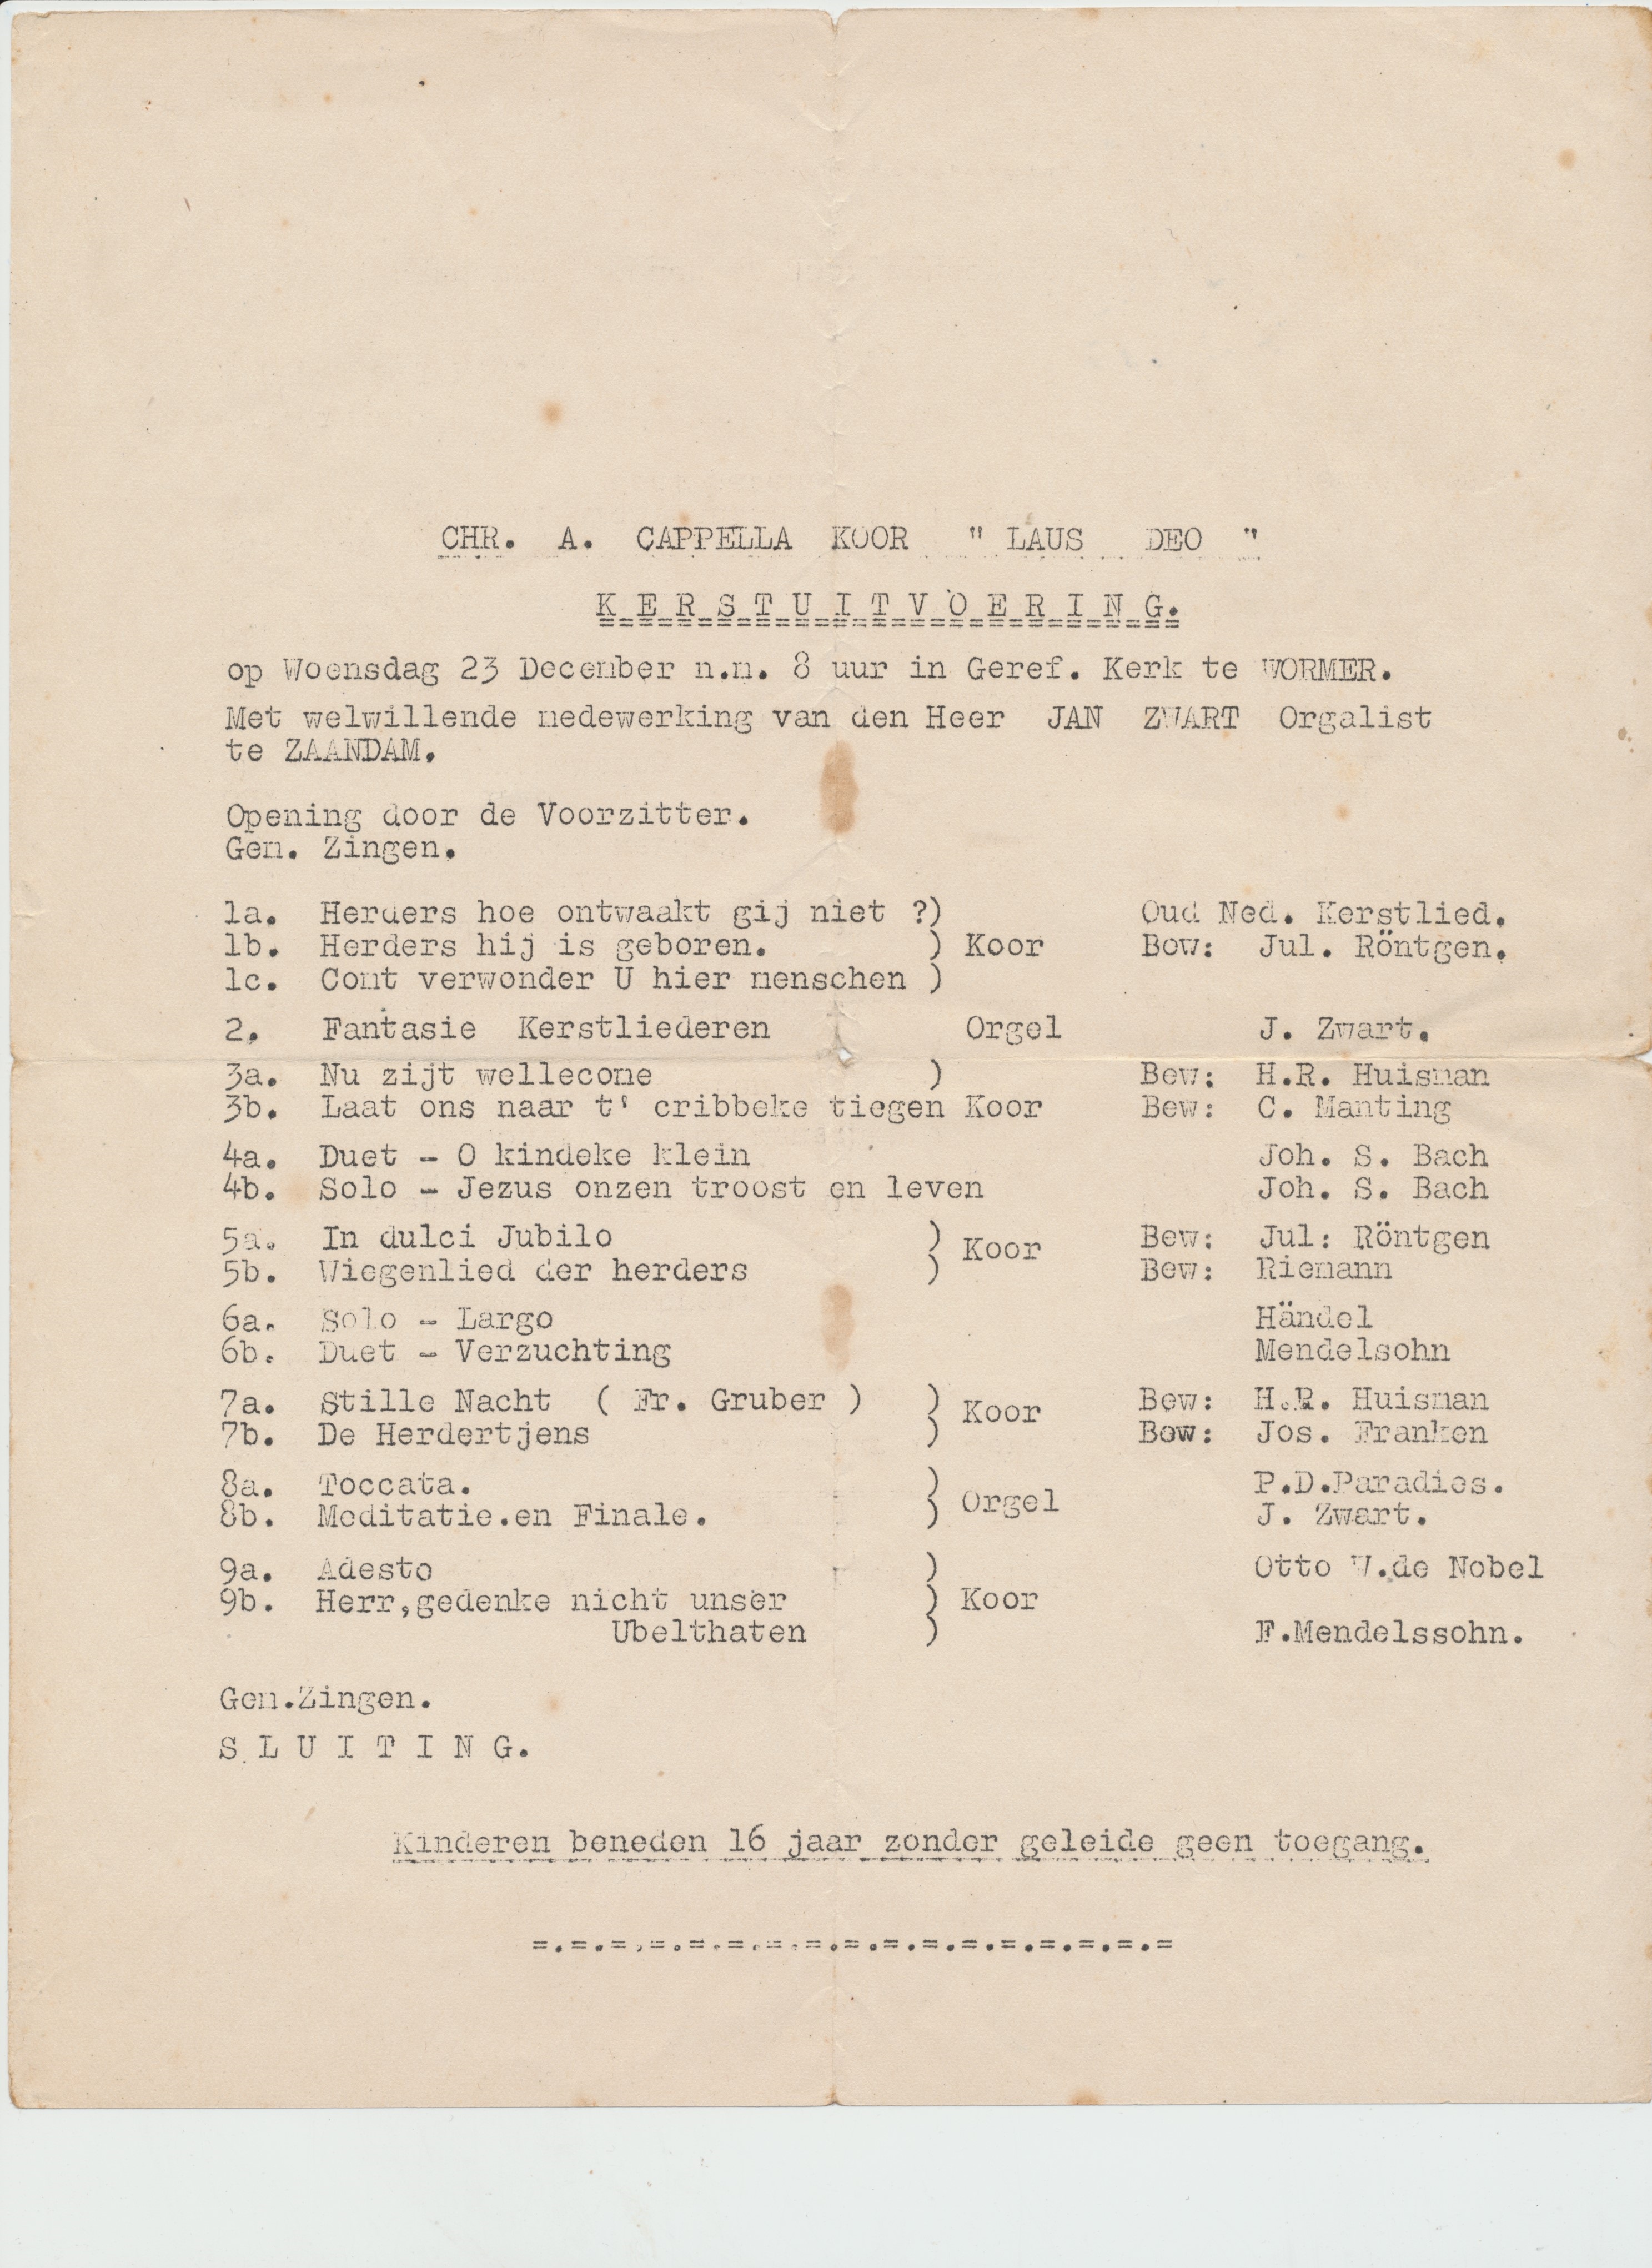 CHR. A. CAPPELLA KOOR " LAUS DEO "
K E R S T U I T V O E R I N G.
op Woensdag 23 December n.m. 8 uur in Geref. Kerk te WORMER.
Met welwillende medewerking van den Heer JAN ZWART Orgalist
te ZAANDAM.
Opening door de Voorzitter.
Gem. Zingen.
1a. Herders hoe ontwaakt gij niet ?) Oud Ned. Kerstlied.
1b. Herders hij is geboren. ) Koor Bew: Jul. Röntgen.
1c. Comt verwonder U hier menschen )
2. Fantasie Kerstliederen Orgel J. Zwart.
3a. Nu zijt wellecome ) Bew: H.R. Huisman
3b. Laat ons naar t' cribbeke tiegen Koor Bew: C. Manting
4a. Duet - O kindeke klein Joh. S. Bach
4b. Solo - Jezus onzen troost en leven Joh. S. Bach
5a. In dulci Jubilo ) Koor Bew: Jul: Röntgen
5b. Wiegenlied der herders ) Bew: Riemann
6a. Solo - Largo Händel
6b. Duet - Verzuchting Mendelsohn
7a. Stille Nacht ( Fr. Gruber ) ) Koor Bew: H.R. Huisman
7b. De Herdertjens ) Bew: Jos. Franken
8a. Toccata. ) Orgel P.D.Paradies.
8b. Meditatie.en Finale. ) J. Zwart.
9a. Adeste ) Otto W.de Nobel
9b. Herr,gedenke nicht unser ) Koor
Ubelthaten ) F.Mendelssohn.
Gem.Zingen.
S L U I T I N G.
Kinderen beneden 16 jaar zonder geleide geen toegang.
=.=.=.=.=.=.=.=.=.=.=.=.=.=.=.=.=